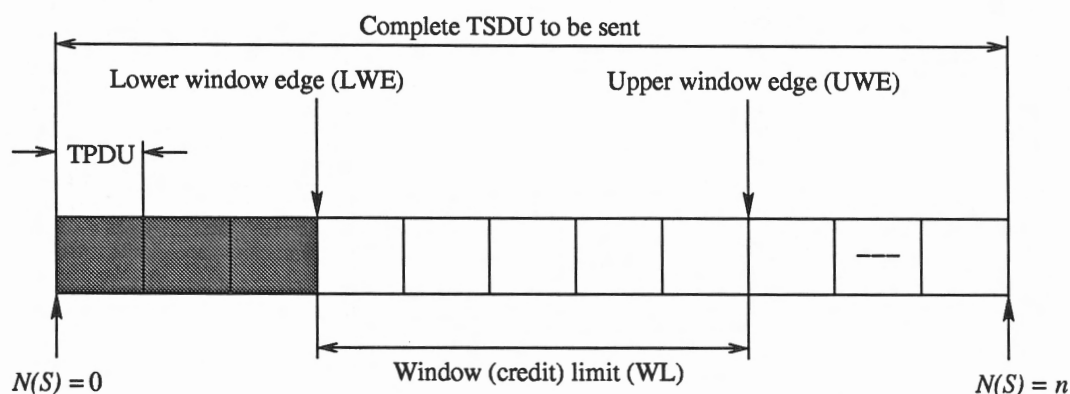 Complete TSDU to be sent
Lower window edge (LWE)
Upper window edge (UWE)
TPDU
---
Window (credit) limit (WL)
N(S) = 0
N(S) = n